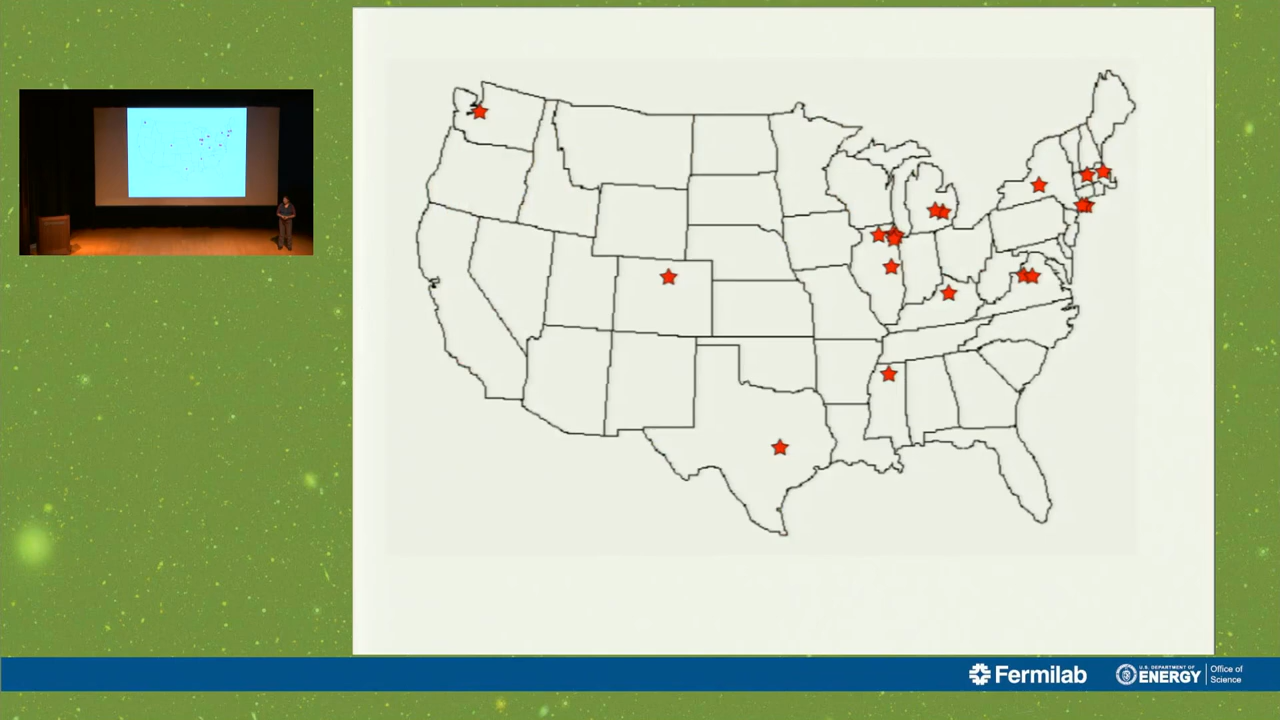 Fermilab
U.S. DEPARTMENT OF
ENERGY
Office of
Science